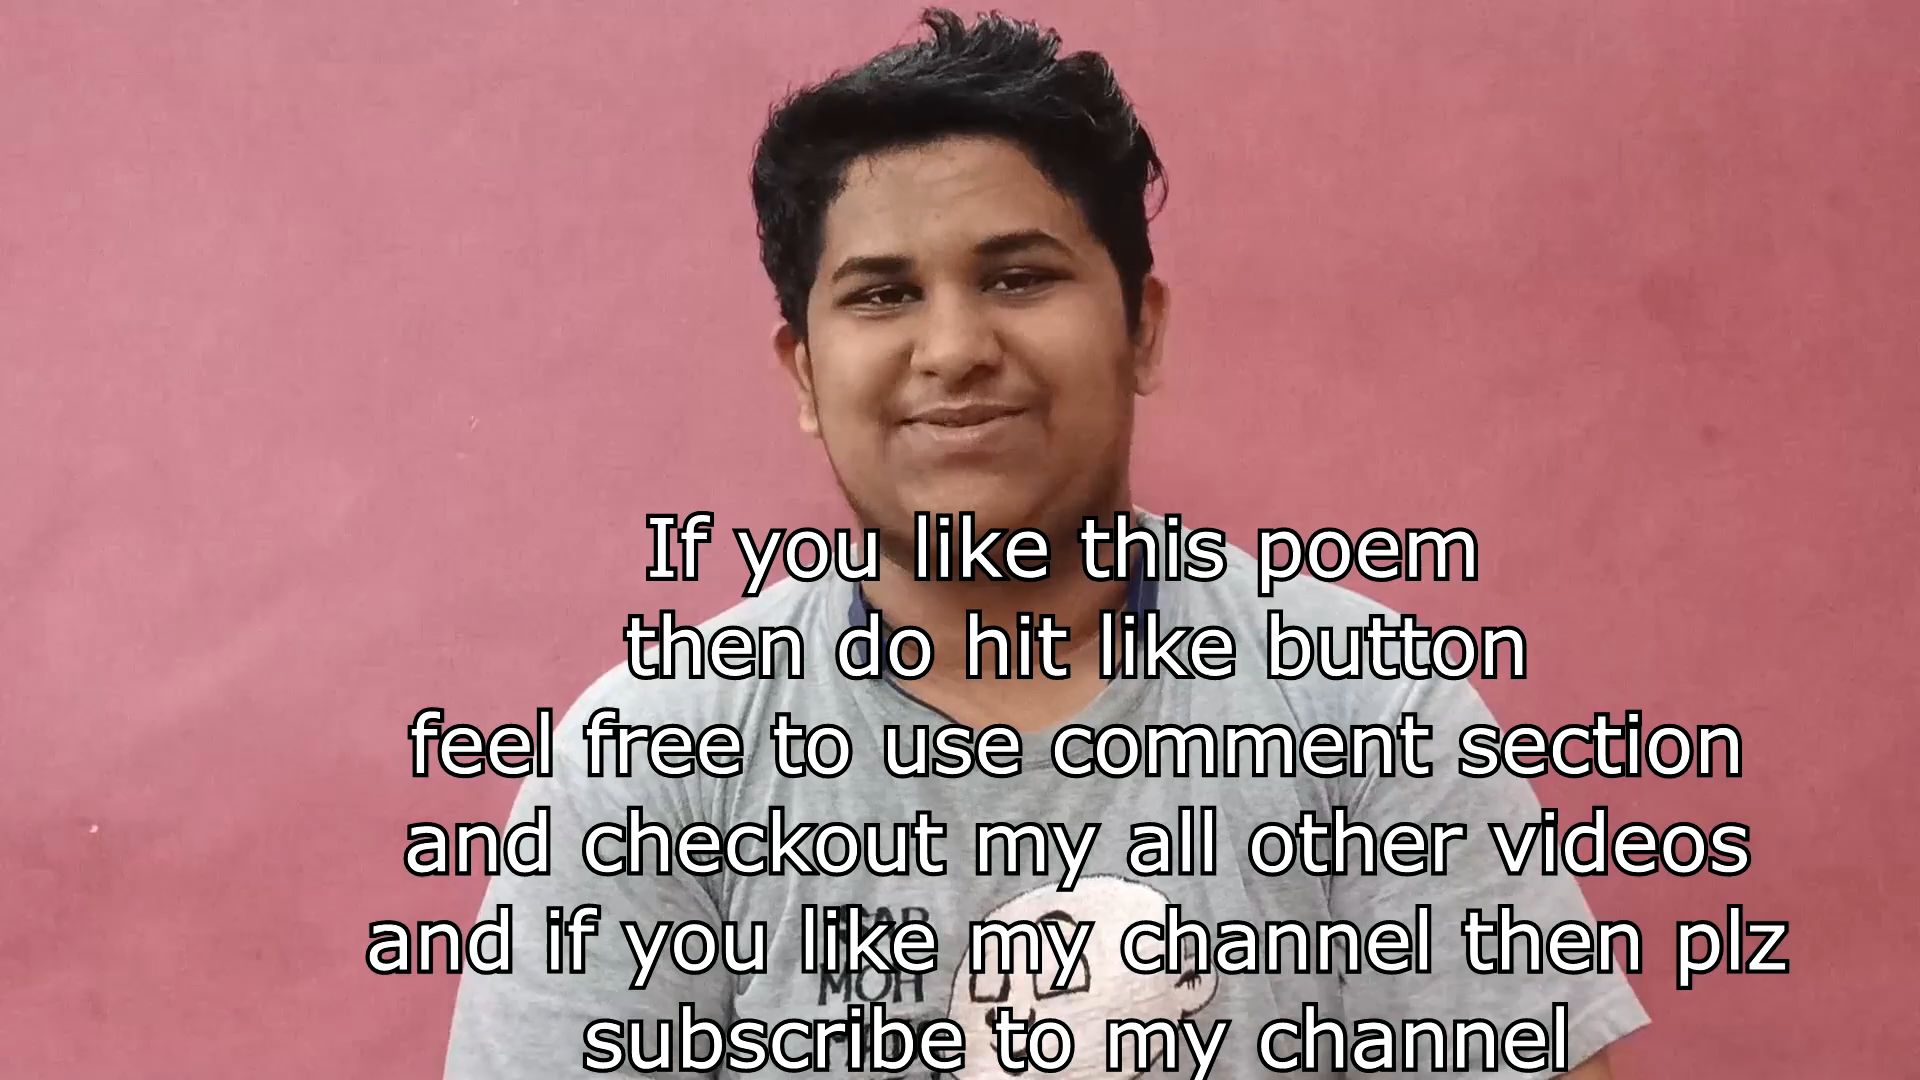 If you like this poem
then do hit like button
feel free to use comment section
and checkout my all other videos
and if you like my channel then plz
subscribe to my channel
MOH